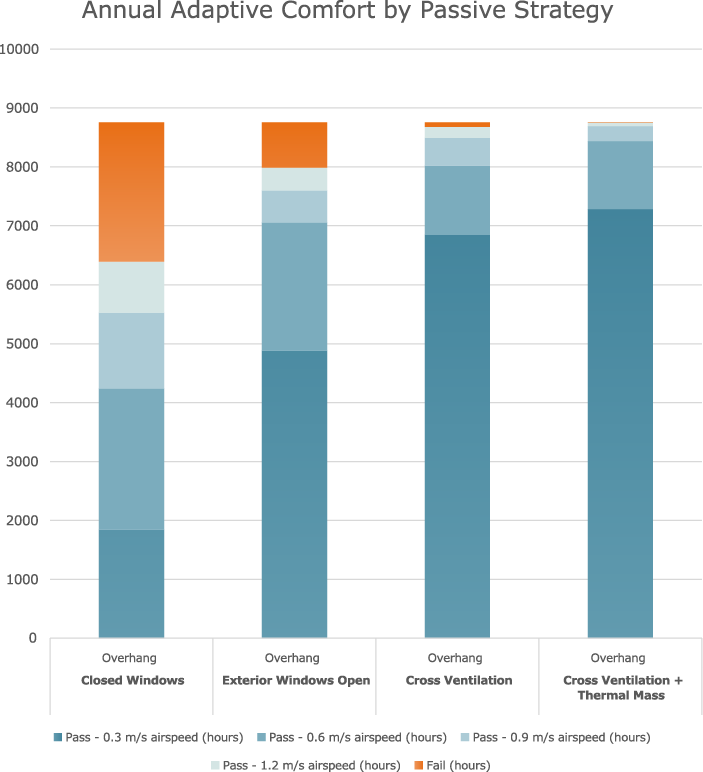 Annual Adaptive Comfort by Passive Strategy
10000
9000
8000
7000
6000
5000
4000
3000
2000
1000
0
Overhang Overhang Overhang Overhang
Closed Windows Exterior Windows Open Cross Ventilation Cross Ventilation +
Thermal Mass
Pass - 0.3 m/s airspeed (hours) Pass - 0.6 m/s airspeed (hours) Pass - 0.9 m/s airspeed (hours)
Pass - 1.2 m/s airspeed (hours) Fail (hours)